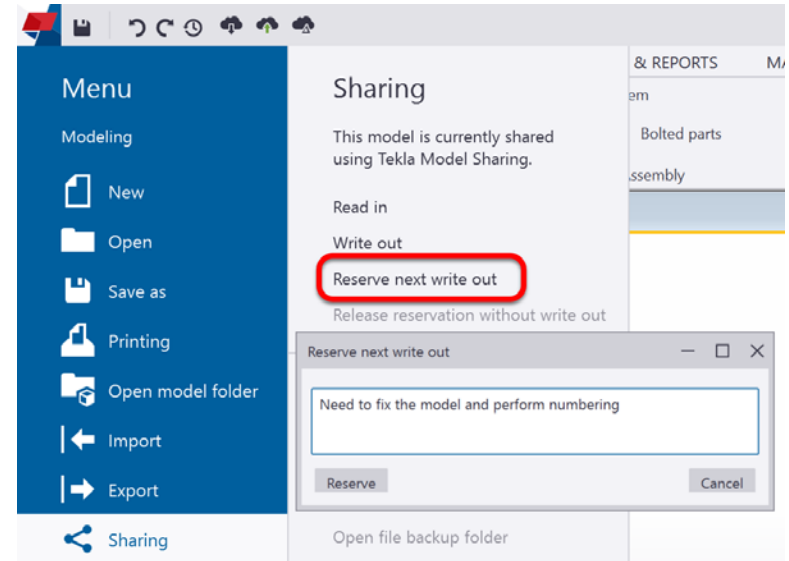 & REPORTS
MA
Menu
Sharing
em
Modeling
This model is currently shared
using Tekla Model Sharing.
Bolted parts
ssembly
New
Read in
Open
Write out
Reserve next write out
Save as
Release reservation without write out
Printing
Reserve next write out
Open model folder
Need to fix the model and perform numbering
Import
Reserve
Cancel
Export
Sharing
Open file backup folder